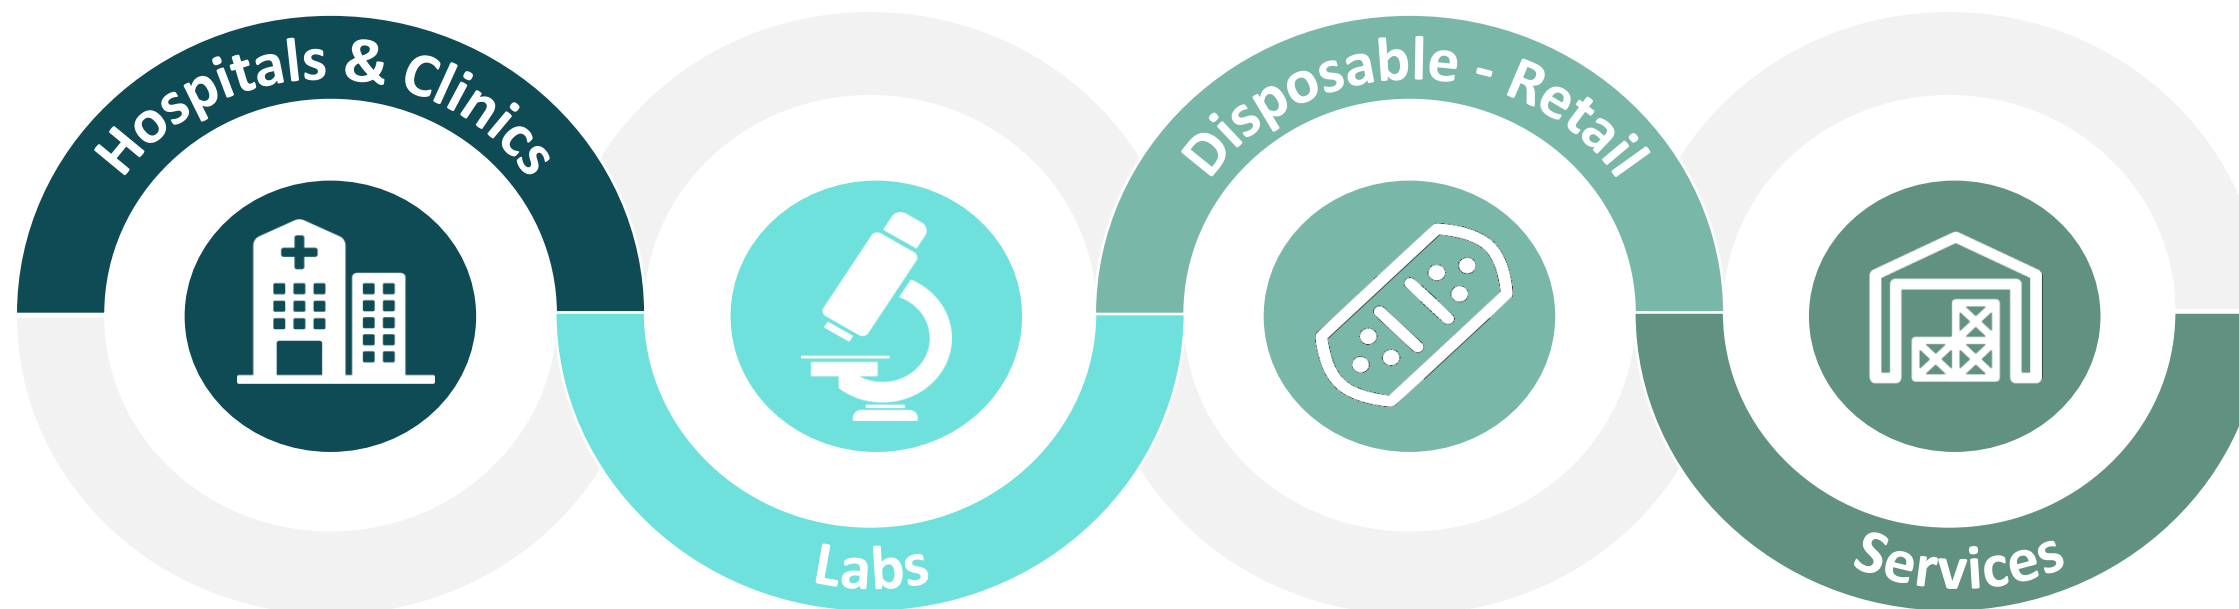 Hospitals & Clinics
Labs
Disposable - Retail
Services